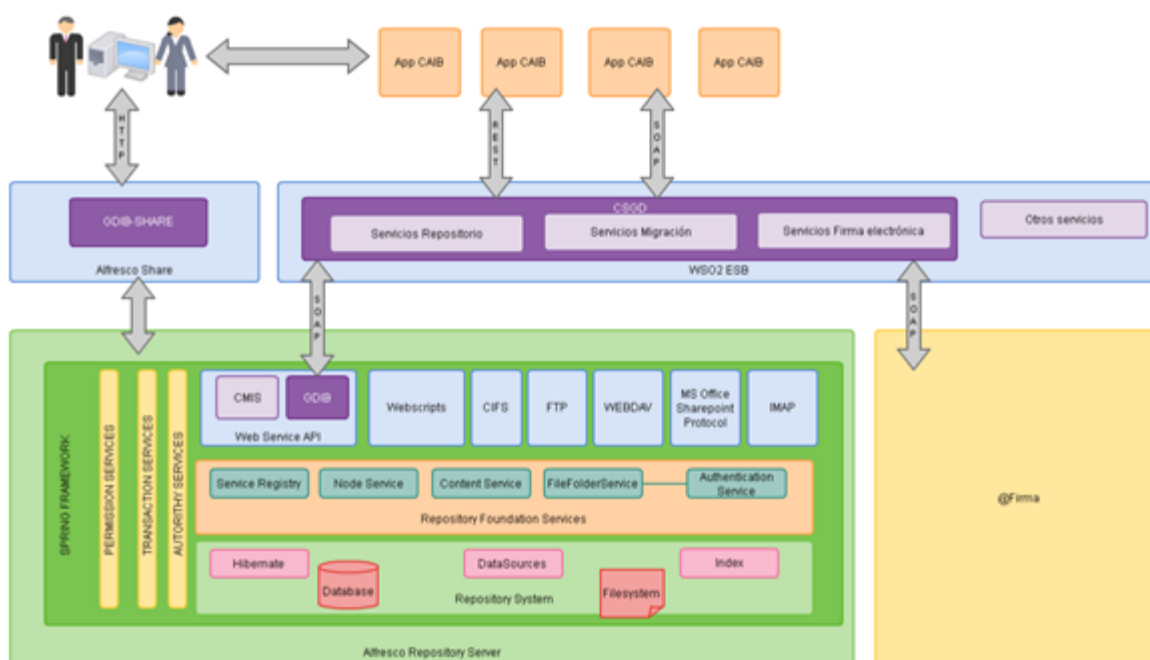 App CAIB
App CAIB
App CAIB
App CAIB
HTTP
REST
SOAP
GDIB-SHARE
Alfresco Share
CSGD
Servicios Repositorio
Servicios Migración
Servicios Firma electrónica
Otros servicios
WSO2 ESB
SOAP
SOAP
SPRING FRAMEWORK
PERMISSION SERVICES
TRANSACTION SERVICES
AUTORITHY SERVICES
CMIS
GDIB
Web Service API
Webscripts
CIFS
FTP
WEBDAV
MS Office
Sharepoint
Protocol
IMAP
Service Registry
Node Service
Content Service
FileFolderService
Authentication
Service
Repository Foundation Services
Hibernate
Database
DataSources
Repository System
Filesystem
Index
Alfresco Repository Server
@Firma